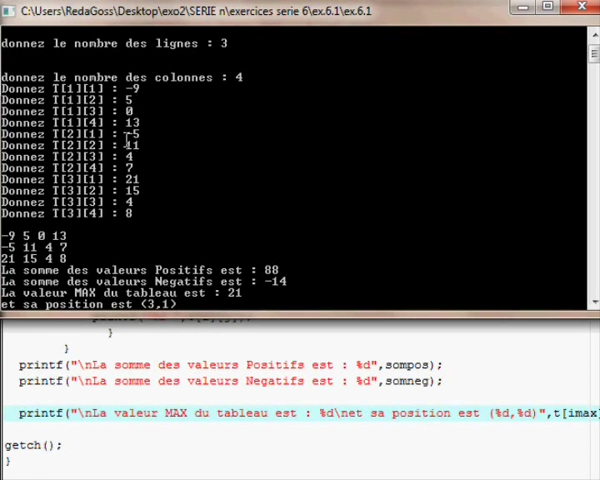 C:\Users\RedaGoss\Desktop\exo2\SERIE n\exercices serie 6\ex.6.1\ex.6.1
donnez le nombre des lignes : 3
donnez le nombre des colonnes : 4
Donnez T[1][1] : -9
Donnez T[1][2] : 5
Donnez T[1][3] : 0
Donnez T[1][4] : 13
Donnez T[2][1] : -5
Donnez T[2][2] : 11
Donnez T[2][3] : 4
Donnez T[2][4] : 7
Donnez T[3][1] : 21
Donnez T[3][2] : 15
Donnez T[3][3] : 4
Donnez T[3][4] : 8
-9 5 0 13
-5 11 4 7
21 15 4 8
La somme des valeurs Positifs est : 88
La somme des valeurs Negatifs est : -14
La valeur MAX du tableau est : 21
et sa position est (3,1)
}
}
printf("\nLa somme des valeurs Positifs est : %d",sompos);
printf("\nLa somme des valeurs Negatifs est : %d",somneg);
printf("\nLa valeur MAX du tableau est : %d\net sa position est (%d,%d)",t[imax]
getch();
}